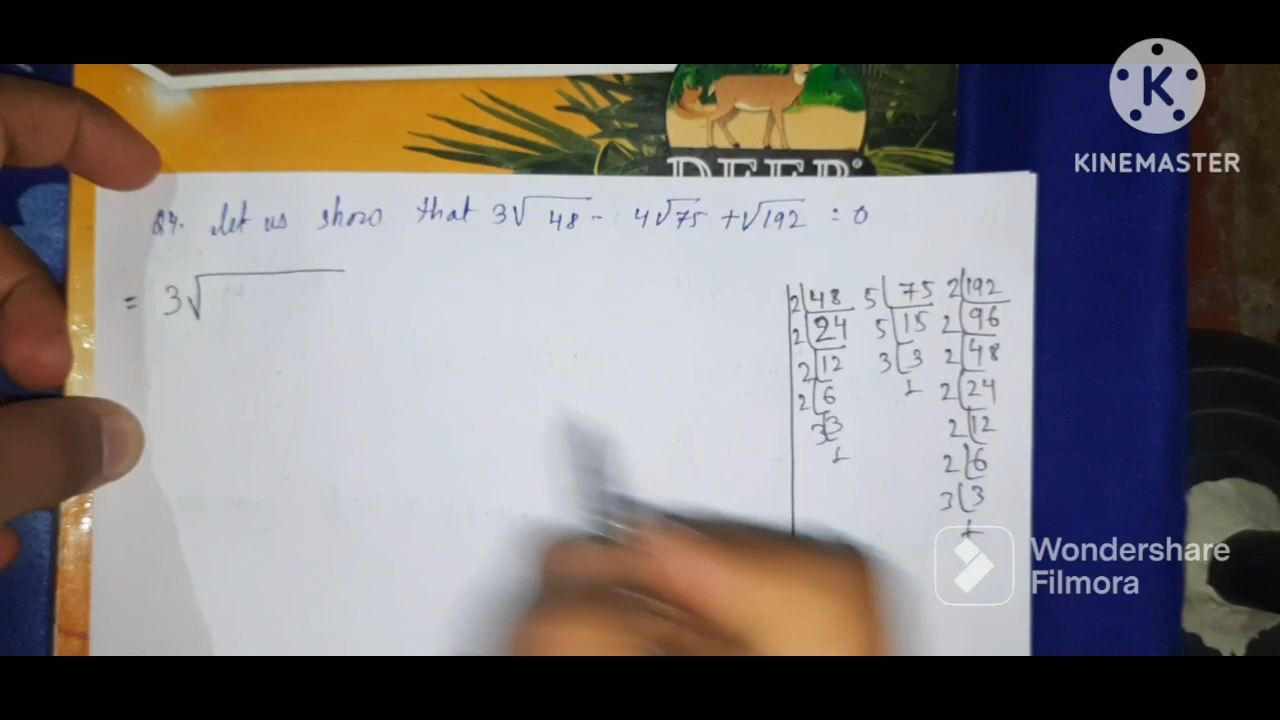 KINEMASTER
DEER®
Q4. Let us show that 3√48 - 4√75 + √192 = 0
= 3√
2 48 5 75 2 192
2 24 5 15 2 96
2 12 3 3 2 48
2 6 1 2 24
3 3 2 12
1 2 6
3 3
1
Wondershare
Filmora